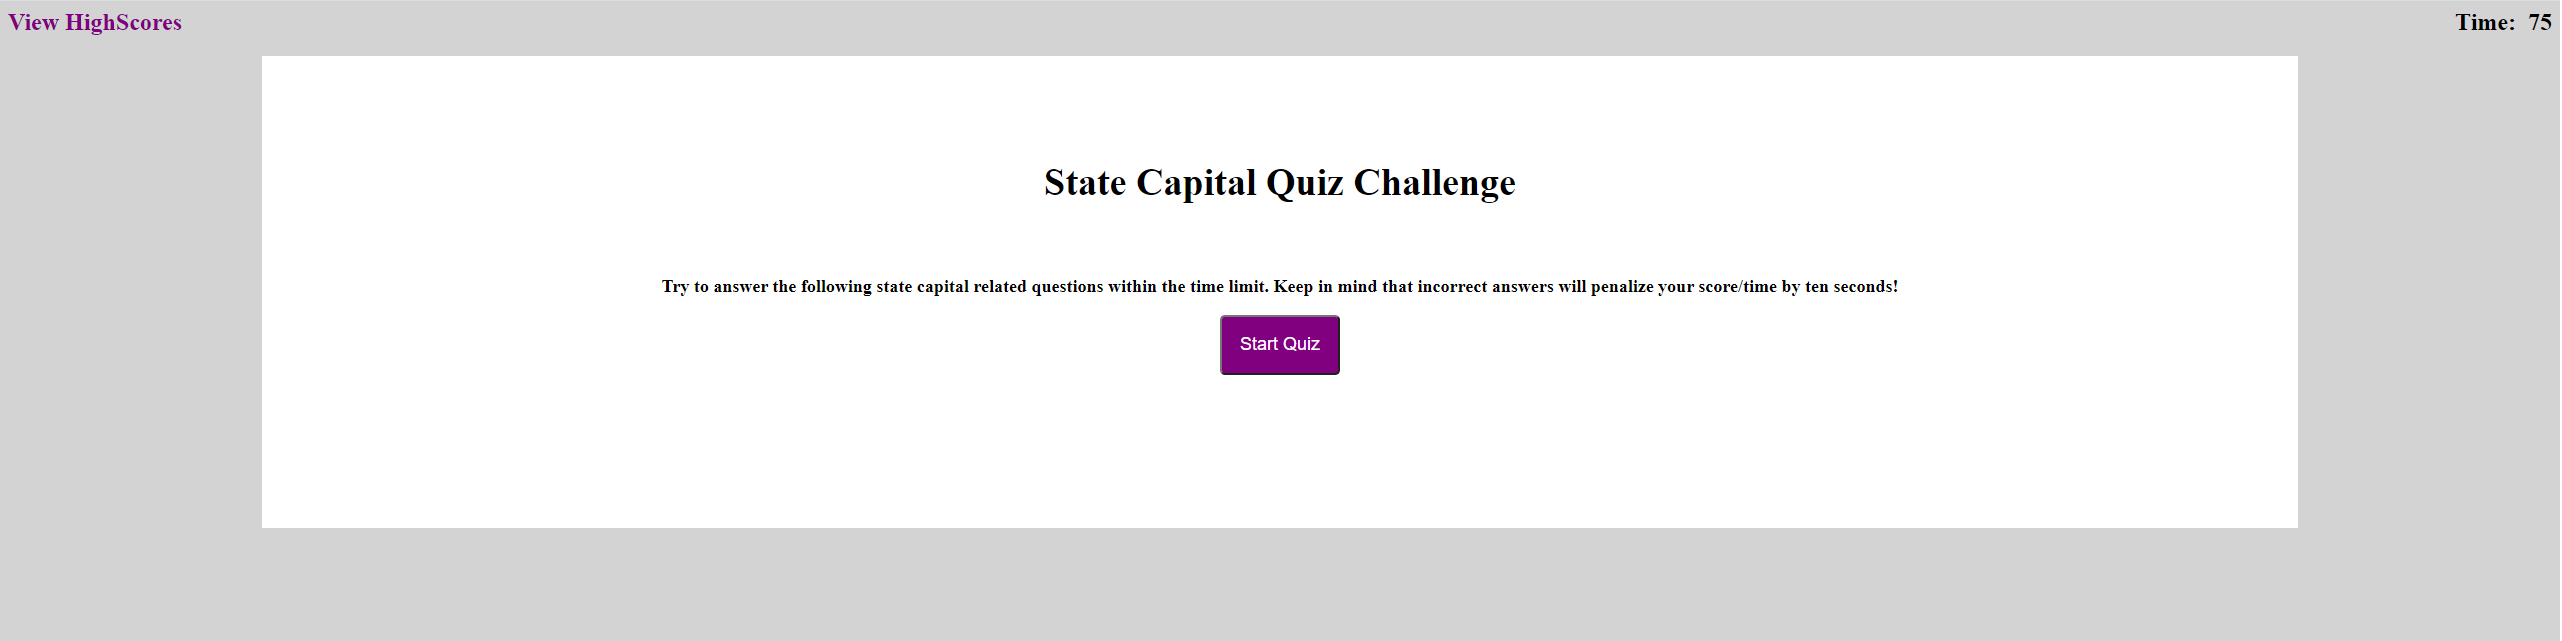 View HighScores
Time: 75
State Capital Quiz Challenge
Try to answer the following state capital related questions within the time limit. Keep in mind that incorrect answers will penalize your score/time by ten seconds!
Start Quiz